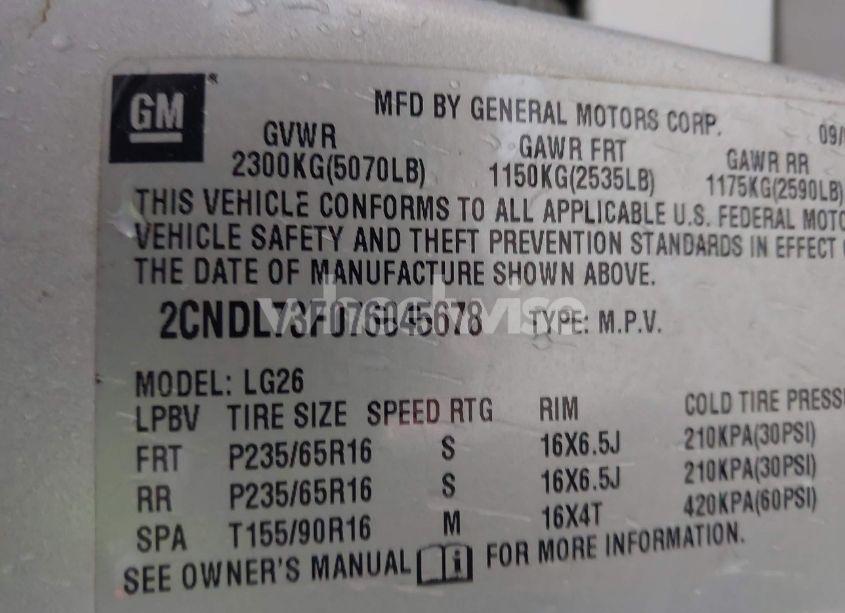 GM®
MFD BY GENERAL MOTORS CORP.
09/
GVWR GAWR FRT GAWR RR
2300KG(5070LB) 1150KG(2535LB) 1175KG(2590LB)
THIS VEHICLE CONFORMS TO ALL APPLICABLE U.S. FEDERAL MOTO
VEHICLE SAFETY AND THEFT PREVENTION STANDARDS IN EFFECT
THE DATE OF MANUFACTURE SHOWN ABOVE.
TYPE: M.P.V.
wheelwise
MODEL: LG26
LPBV TIRE SIZE SPEED RTG RIM COLD TIRE PRESSU
FRT P235/65R16 S 16X6.5J 210KPA(30PSI)
RR P235/65R16 S 16X6.5J 210KPA(30PSI)
SPA T155/90R16 M 16X4T 420KPA(60PSI)
SEE OWNER'S MANUAL i FOR MORE INFORMATION.